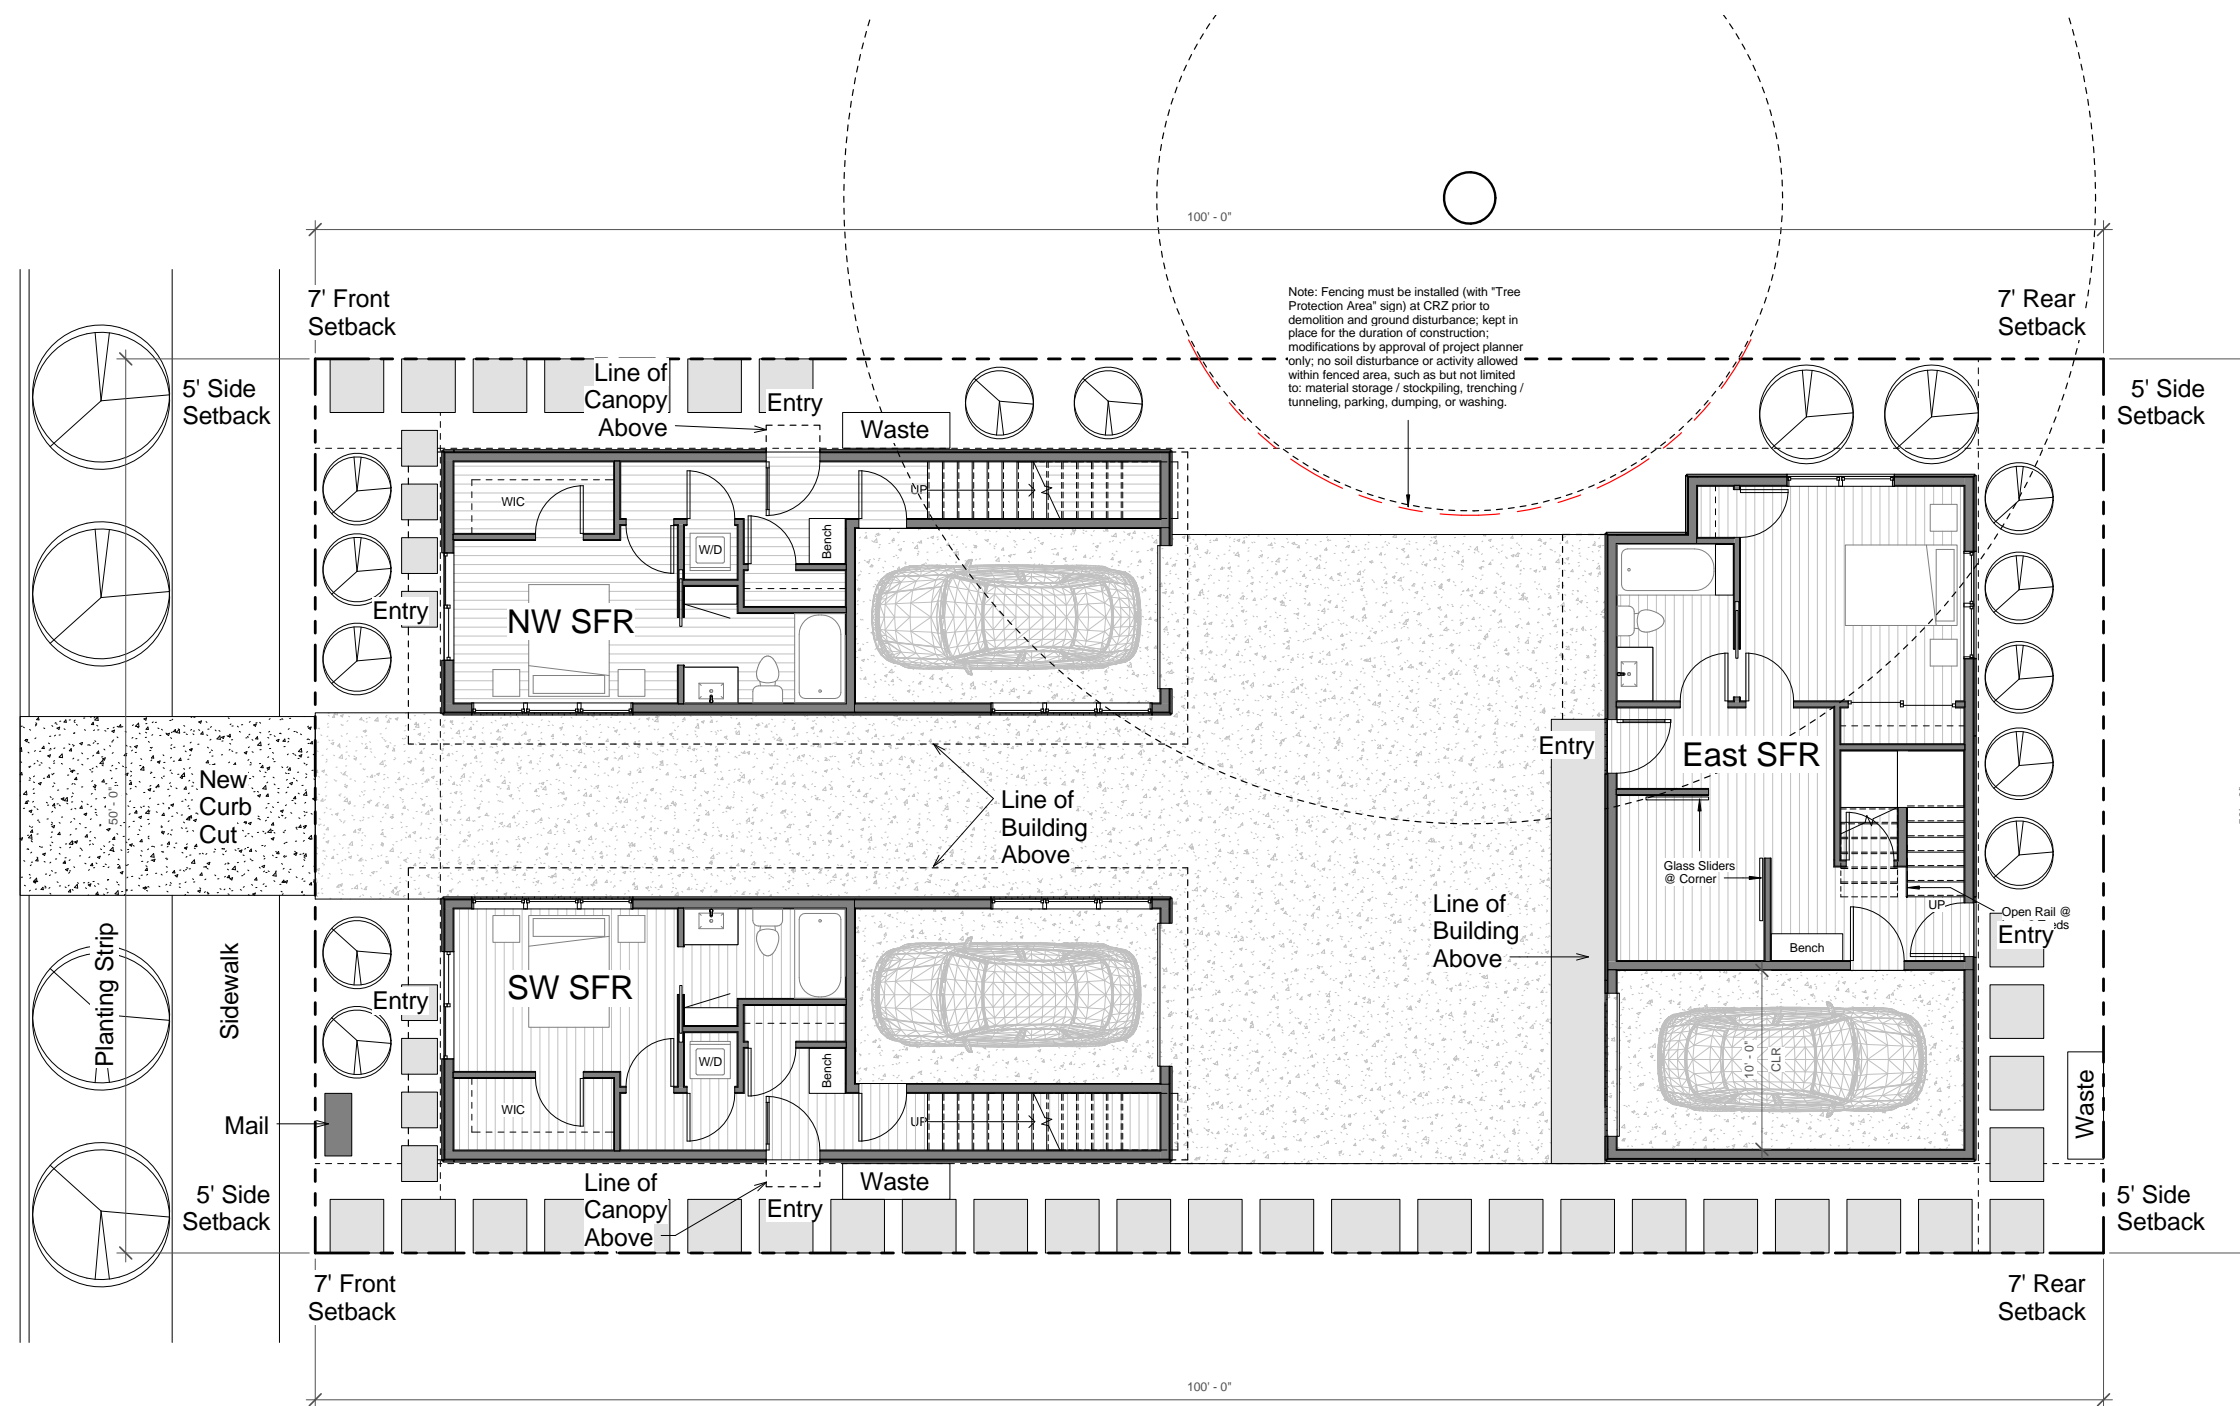 100' - 0"
7' Front
Setback
7' Rear
Setback
Note: Fencing must be installed (with "Tree
Protection Area" sign) at CRZ prior to
demolition and ground disturbance; kept in
place for the duration of construction;
modifications by approval of project planner
only; no soil disturbance or activity allowed
within fenced area, such as but not limited
to: material storage / stockpiling, trenching /
tunneling, parking, dumping, or washing.
5' Side
Setback
Line of
Canopy
Above
Entry
Waste
5' Side
Setback
WIC
UP
W/D
Bench
Entry
NW SFR
Entry
East SFR
New
Curb
Cut
50' - 0"
Line of
Building
Above
Glass Sliders
@ Corner
Line of
Building
Above
UP
Open Rail @
eds
Entry
Bench
Planting Strip
Sidewalk
Entry
SW SFR
W/D
Bench
WIC
UP
10' - 0"
CLR
Waste
Mail
5' Side
Setback
Line of
Canopy
Above
Entry
Waste
5' Side
Setback
7' Front
Setback
7' Rear
Setback
100' - 0"